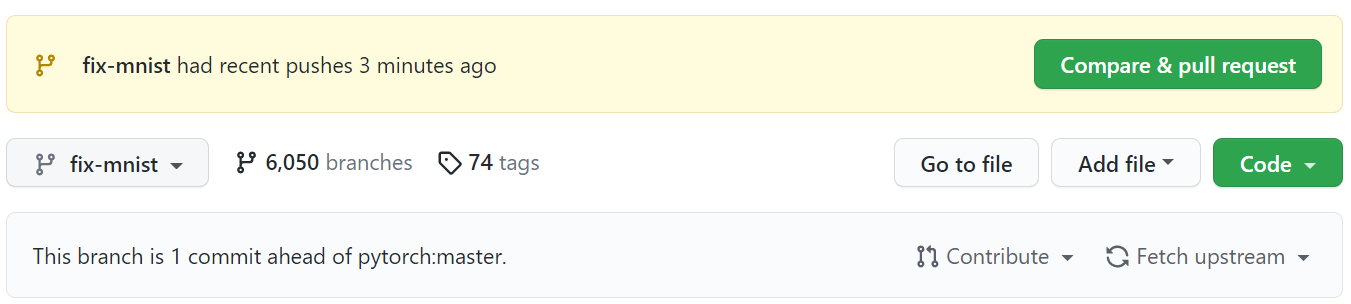 fix-mnist had recent pushes 3 minutes ago
Compare & pull request
fix-mnist
6,050 branches
74 tags
Go to file
Add file
Code
This branch is 1 commit ahead of pytorch:master.
Contribute
Fetch upstream